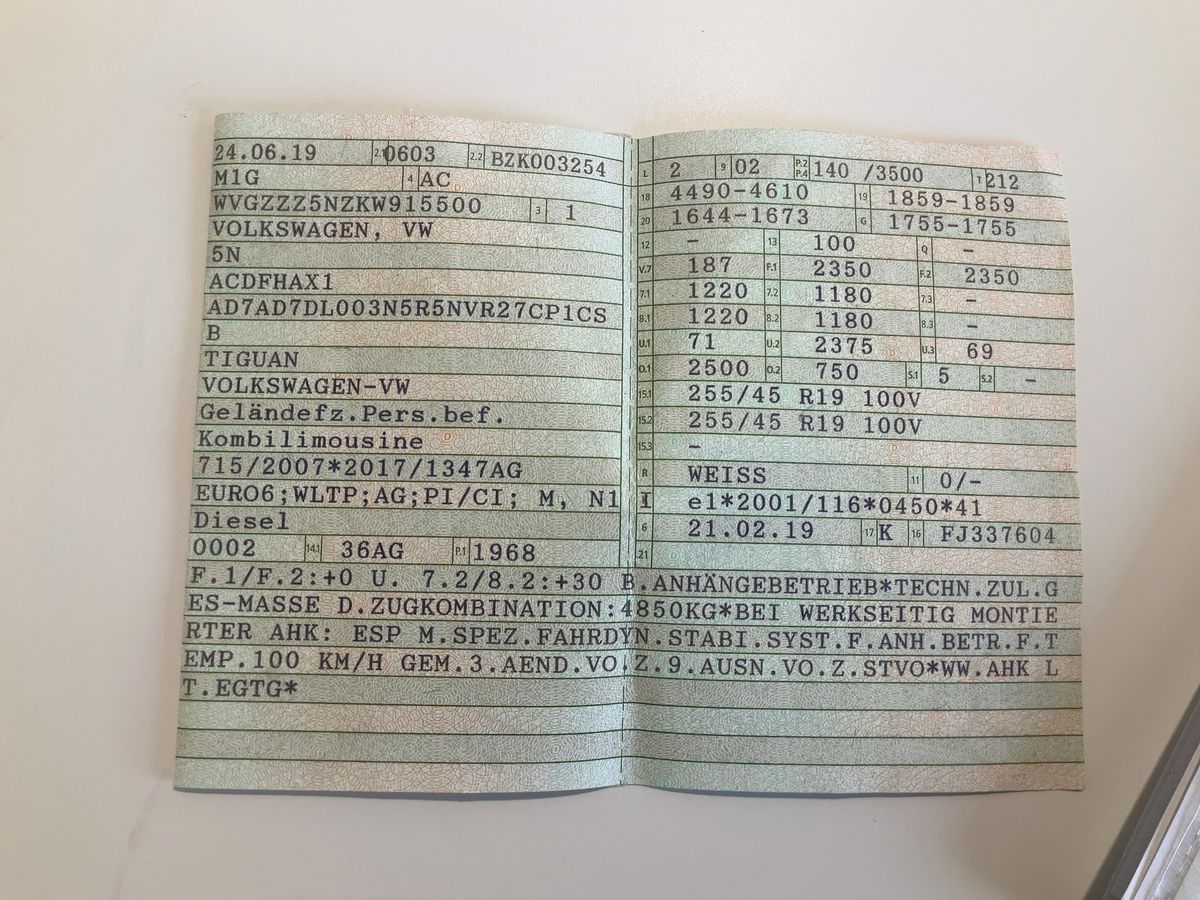 24.06.19 2.1 0603 2.2 BZK003254
M1G 4 AC
WVGZZZ5NZKW915500 3 1
VOLKSWAGEN, VW
5N
ACDFHAX1
AD7AD7DL003N5R5NVR27CP1CS
B
TIGUAN
VOLKSWAGEN-VW
Geländefz.Pers.bef.
Kombilimousine
715/2007*2017/1347AG
EURO6;WLTP;AG;PI/CI; M, N1 I
Diesel
0002 14.1 36AG P.1 1968
L 2 9 02 P.2 P.4 140 /3500 T 212
18 4490-4610 19 1859-1859
20 1644-1673 G 1755-1755
12 - 13 100 Q -
V.7 187 F.1 2350 F.2 2350
7.1 1220 7.2 1180 7.3 -
8.1 1220 8.2 1180 8.3 -
U.1 71 U.2 2375 U.3 69
O.1 2500 O.2 750 S.1 5 S.2 -
15.1 255/45 R19 100V
15.2 255/45 R19 100V
15.3 -
R WEISS 11 0/-
K e1*2001/116*0450*41
6 21.02.19 17 K 16 FJ337604
21
F.1/F.2:+0 U. 7.2/8.2:+30 B.ANHÄNGEBETRIEB*TECHN.ZUL.G
ES-MASSE D.ZUGKOMBINATION:4850KG*BEI WERKSEITIG MONTIE
RTER AHK: ESP M.SPEZ.FAHRDYN.STABI.SYST.F.ANH.BETR.F.T
EMP.100 KM/H GEM.3.AEND.VO.Z.9.AUSN.VO.Z.STVO*WW.AHK L
T.EGTG*